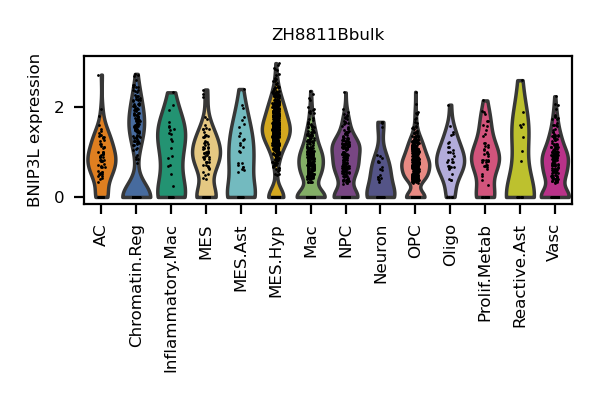 ZH8811Bbulk
BNIP3L expression
2
0
AC
Chromatin.Reg
Inflammatory.Mac
MES
MES.Ast
MES.Hyp
Mac
NPC
Neuron
OPC
Oligo
Prolif.Metab
Reactive.Ast
Vasc